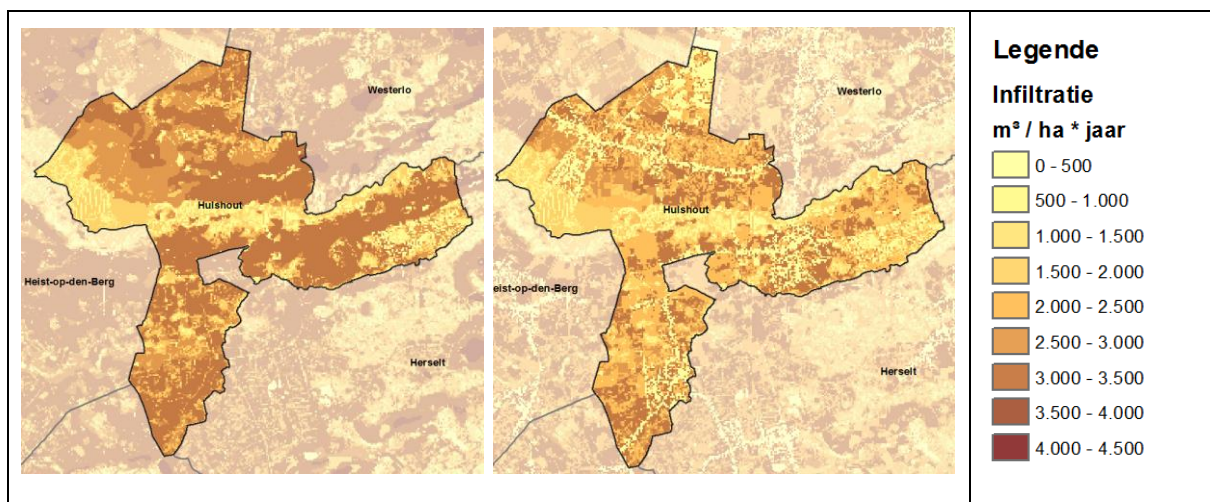 Westerlo
Hulshout
Heist-op-den-Berg
Herselt
Westerlo
Hulshout
eist-op-den-Berg
Herselt
Legende
Infiltratie
m³ / ha * jaar
0 - 500
500 - 1.000
1.000 - 1.500
1.500 - 2.000
2.000 - 2.500
2.500 - 3.000
3.000 - 3.500
3.500 - 4.000
4.000 - 4.500